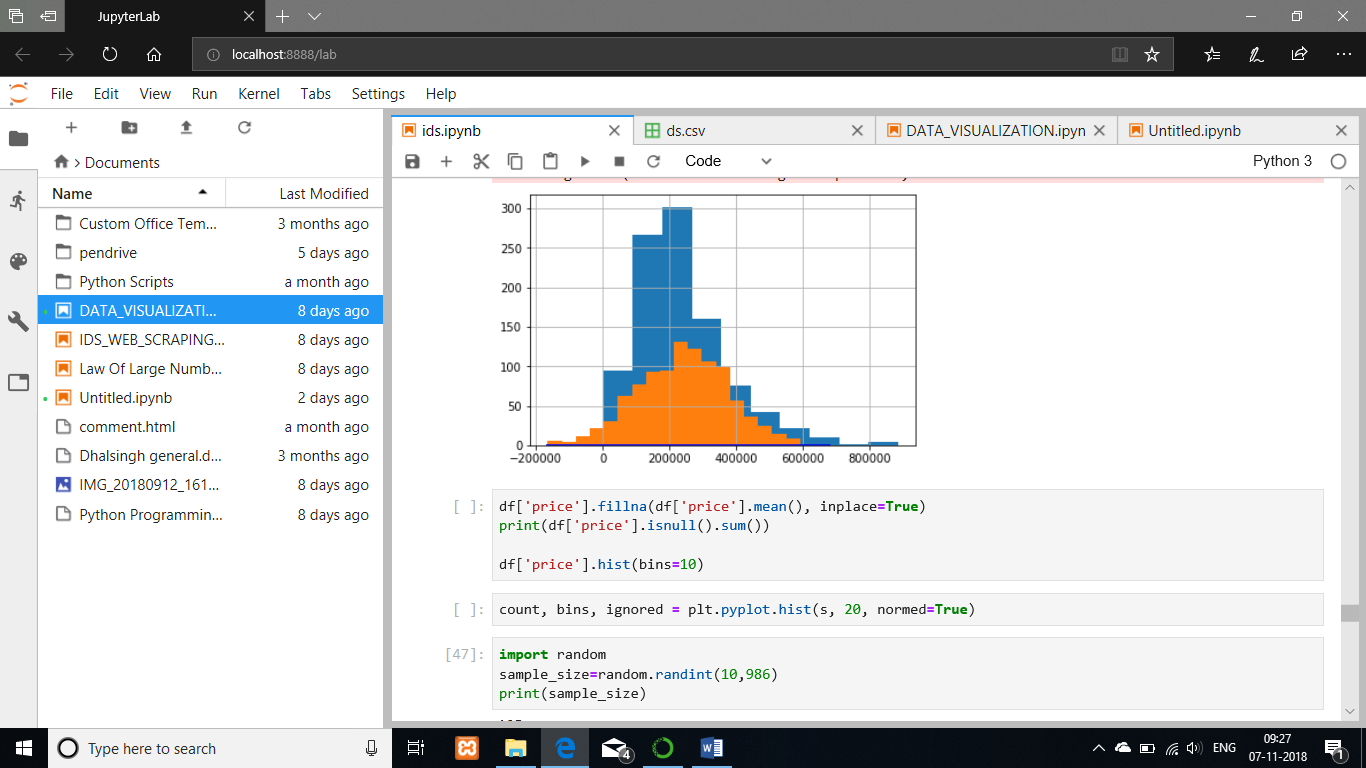 JupyterLab
localhost:8888/lab
File Edit View Run Kernel Tabs Settings Help
Documents
Name Last Modified
Custom Office Tem... 3 months ago
pendrive 5 days ago
Python Scripts a month ago
DATA_VISUALIZATI... 8 days ago
IDS_WEB_SCRAPING... 8 days ago
Law Of Large Numb... 8 days ago
Untitled.ipynb 2 days ago
comment.html a month ago
Dhalsingh general.d... 3 months ago
IMG_20180912_161... 8 days ago
Python Programmin... 8 days ago
ids.ipynb ds.csv DATA_VISUALIZATION.ipyn Untitled.ipynb
Code Python 3
300
250
200
150
100
50
0
−200000 0 200000 400000 600000 800000
[ ]: df['price'].fillna(df['price'].mean(), inplace=True)
print(df['price'].isnull().sum())
df['price'].hist(bins=10)
[ ]: count, bins, ignored = plt.pyplot.hist(s, 20, normed=True)
[47]: import random
sample_size=random.randint(10,986)
print(sample_size)
Type here to search
4
W
ENG
09:27
07-11-2018
1